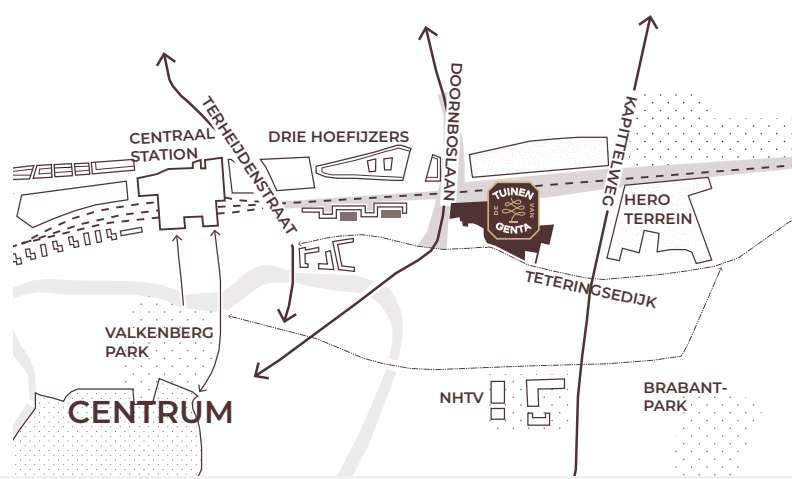 DOORNBOSLAAN
TERHEIJDENSTRAAT
KAPITTELWEG
CENTRAAL
STATION
DRIE HOEFIJZERS
TUINEN
DE
VAN
GENTA
HERO
TERREIN
TETERINGSEDIJK
VALKENBERG
PARK
CENTRUM
NHTV
BRABANT-
PARK